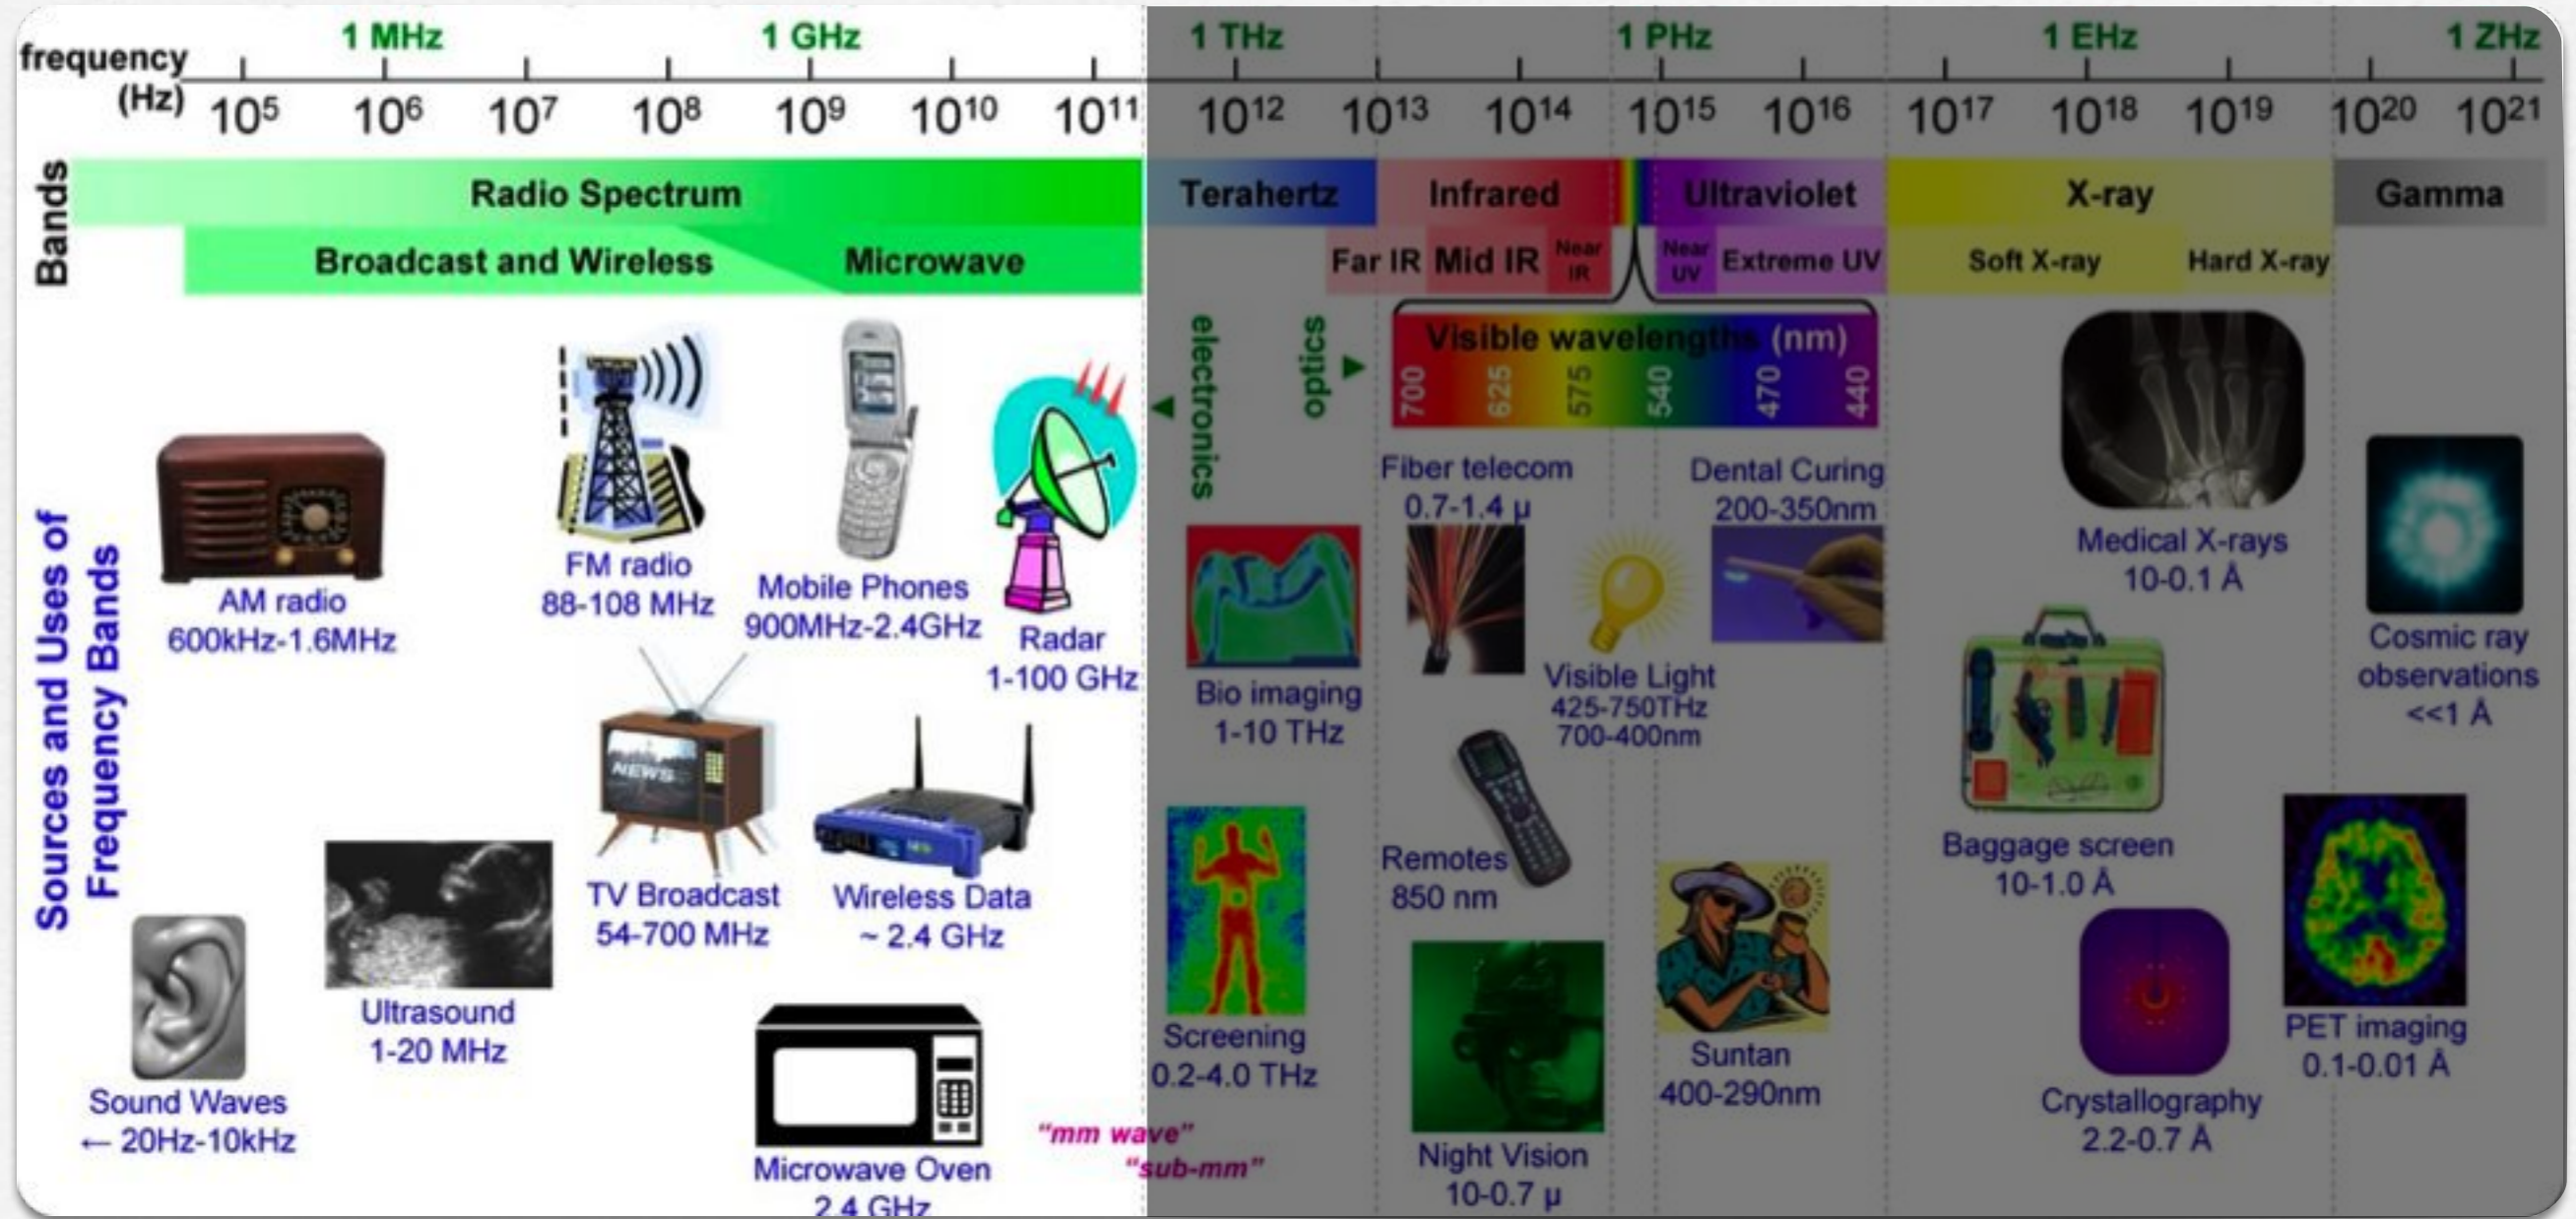 1 MHz 1 GHz 1 THz 1 PHz 1 EHz 1 ZHz
frequency
(Hz)
10⁵ 10⁶ 10⁷ 10⁸ 10⁹ 10¹⁰ 10¹¹ 10¹² 10¹³ 10¹⁴ 10¹⁵ 10¹⁶ 10¹⁷ 10¹⁸ 10¹⁹ 10²⁰ 10²¹
Bands
Radio Spectrum Terahertz Infrared Ultraviolet X-ray Gamma
Broadcast and Wireless Microwave
Far IR Mid IR
Near
IR
Near
UV
Extreme UV Soft X-ray Hard X-ray
Sources and Uses of
Frequency Bands
electronics
optics
Visible wavelengths (nm)
700 625 575 540 470 440
AM radio
600kHz-1.6MHz
FM radio
88-108 MHz
Mobile Phones
900MHz-2.4GHz
Radar
1-100 GHz
Sound Waves
← 20Hz-10kHz
Ultrasound
1-20 MHz
NEWS
TV Broadcast
54-700 MHz
Wireless Data
~ 2.4 GHz
Microwave Oven
2.4 GHz
"mm wave"
"sub-mm"
Bio imaging
1-10 THz
Screening
0.2-4.0 THz
Fiber telecom
0.7-1.4 μ
Visible Light
425-750THz
700-400nm
Dental Curing
200-350nm
Remotes
850 nm
Night Vision
10-0.7 μ
Suntan
400-290nm
Medical X-rays
10-0.1 Å
Baggage screen
10-1.0 Å
Crystallography
2.2-0.7 Å
Cosmic ray
observations
<<1 Å
PET imaging
0.1-0.01 Å